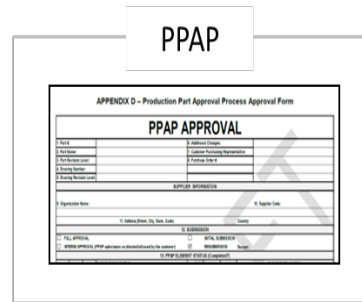 PPAP
APPENDIX D – Production Part Approval Process Approval Form
PPAP APPROVAL
1. Part #: 6. Additional Changes:
2. Part Name: 7. Customer Purchasing Representative:
3. Part Revision Level: 8. Purchase Order #:
4. Drawing Number:
5. Drawing Revision Level:
SUPPLIER INFORMATION
9. Organization Name: 10. Supplier Code:
11. Address (Street, City, State, Code) Country
12. SUBMISSION
FULL APPROVAL INITIAL SUBMISSION
INTERIM APPROVAL (PPAP submission as directed/allowed by the customer) RESUBMISSION
13. PPAP ELEMENT STATUS (Completed?)